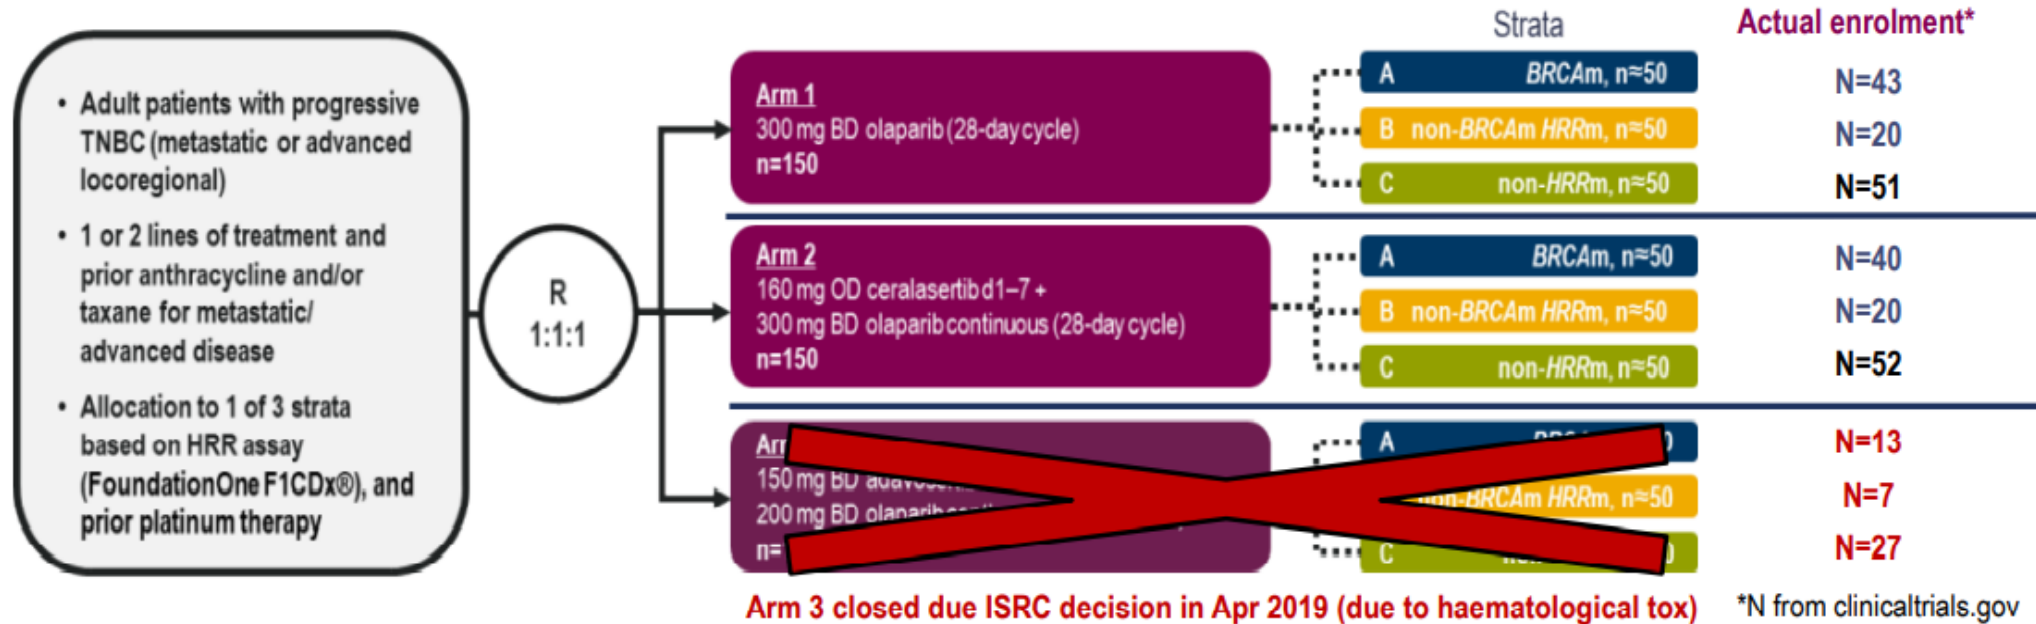 • Adult patients with progressive
TNBC (metastatic or advanced
locoregional)
• 1 or 2 lines of treatment and
prior anthracycline and/or
taxane for metastatic/
advanced disease
• Allocation to 1 of 3 strata
based on HRR assay
(FoundationOne F1CDx®), and
prior platinum therapy
R
1:1:1
Strata
Actual enrolment*
Arm 1
300 mg BD olaparib (28-day cycle)
n=150
A BRCAm, n≈50
N=43
B non-BRCAm HRRm, n≈50
N=20
C non-HRRm, n≈50
N=51
Arm 2
160 mg OD ceralasertib d1–7 +
300 mg BD olaparib continuous (28-day cycle)
n=150
A BRCAm, n≈50
N=40
B non-BRCAm HRRm, n≈50
N=20
C non-HRRm, n≈50
N=52
150 mg BD
200 mg BD olaparib
n=
A
N=13
non-BRCAm HRRm, n≈50
N=7
C
N=27
Arm 3 closed due ISRC decision in Apr 2019 (due to haematological tox)
*N from clinicaltrials.gov